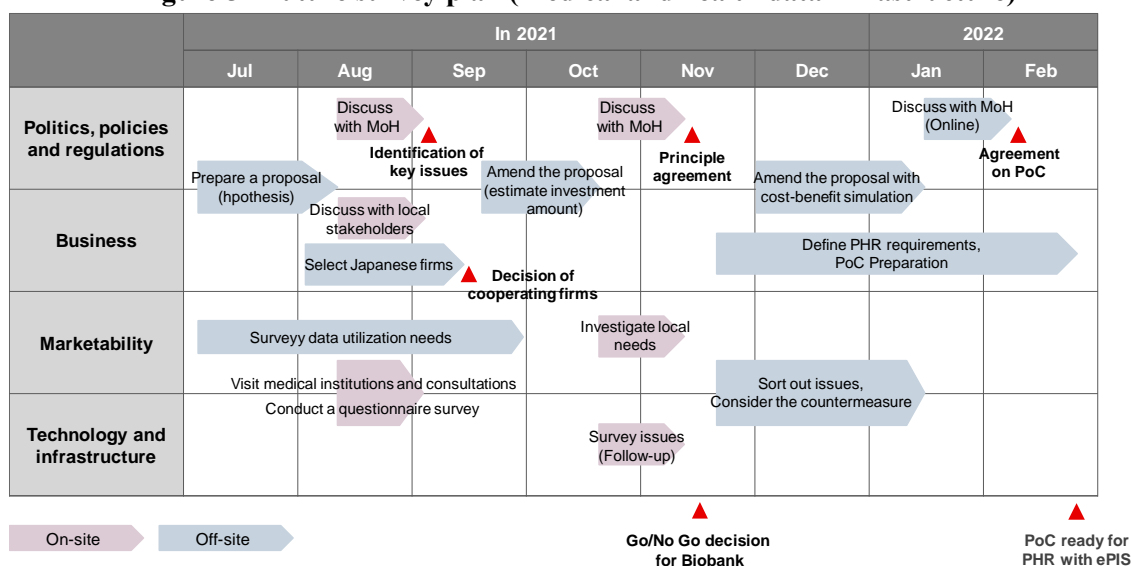 In 2021
2022
Jul
Aug
Sep
Oct
Nov
Dec
Jan
Feb
Politics, policies
and regulations
Discuss
with MoH
Identification of
key issues
Discuss
with MoH
Principle
agreement
Discuss with MoH
(Online)
Agreement
on PoC
Prepare a proposal
(hpothesis)
Amend the proposal
(estimate investment
amount)
Amend the proposal with
cost-benefit simulation
Business
Discuss with local
stakeholders
Select Japanese firms
Decision of
cooperating firms
Define PHR requirements,
PoC Preparation
Marketability
Surveyy data utilization needs
Investigate local
needs
Visit medical institutions and consultations
Conduct a questionnaire survey
Sort out issues,
Consider the countermeasure
Technology and
infrastructure
Survey issues
(Follow-up)
On-site
Off-site
Go/No Go decision
for Biobank
PoC ready for
PHR with ePIS